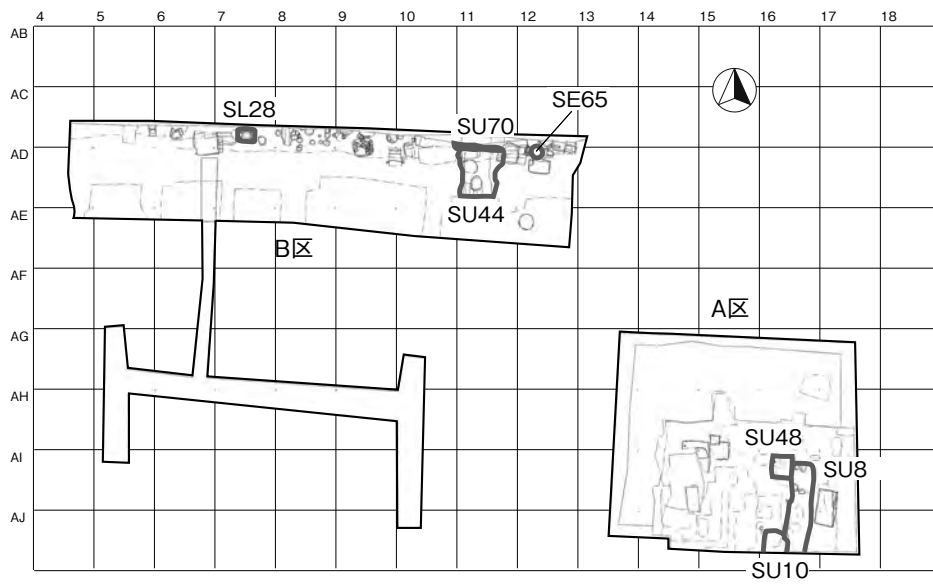 4 5 6 7 8 9 10 11 12 13 14 15 16 17 18
AB
AC
SE65
SL28
SU70
AD
SU44
AE
B区
AF
A区
AG
AH
SU48
AI
SU8
AJ
SU10